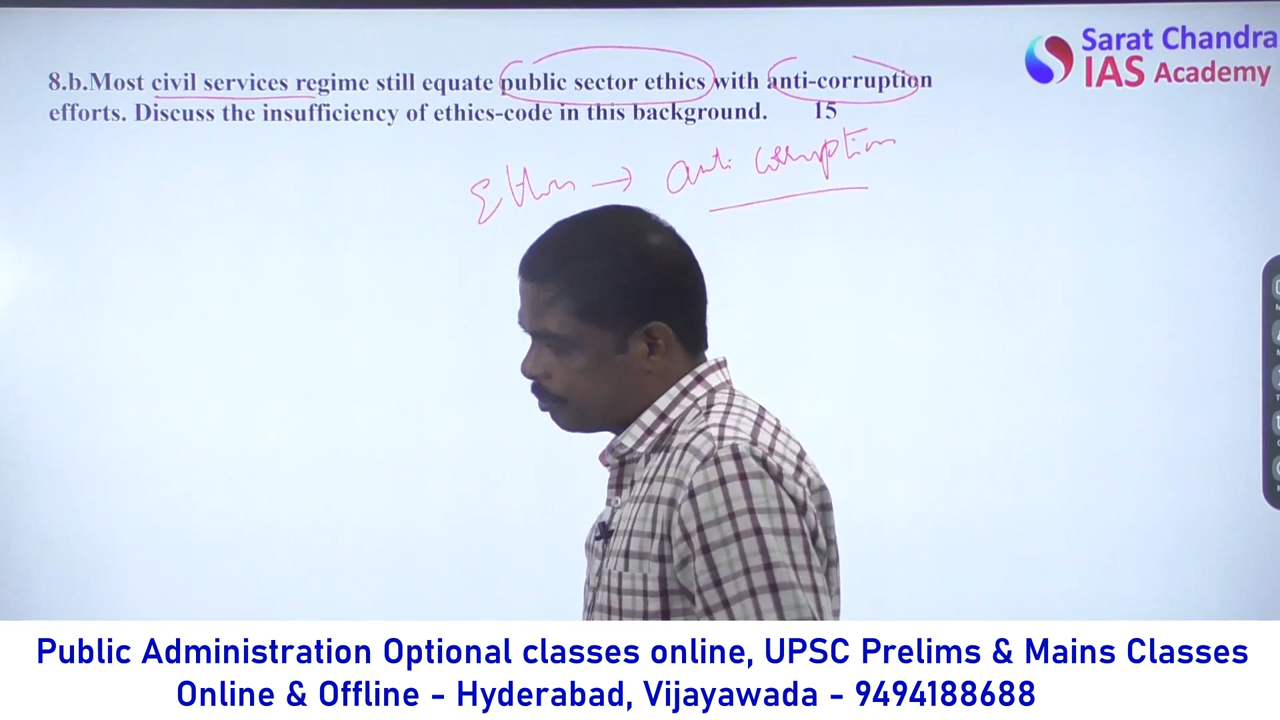 8.b.Most civil services regime still equate public sector ethics with anti-corruption
efforts. Discuss the insufficiency of ethics-code in this background. 15
Sarat Chandra
IAS Academy
Ethics → anti corruption
Public Administration Optional classes online, UPSC Prelims & Mains Classes
Online & Offline - Hyderabad, Vijayawada - 9494188688